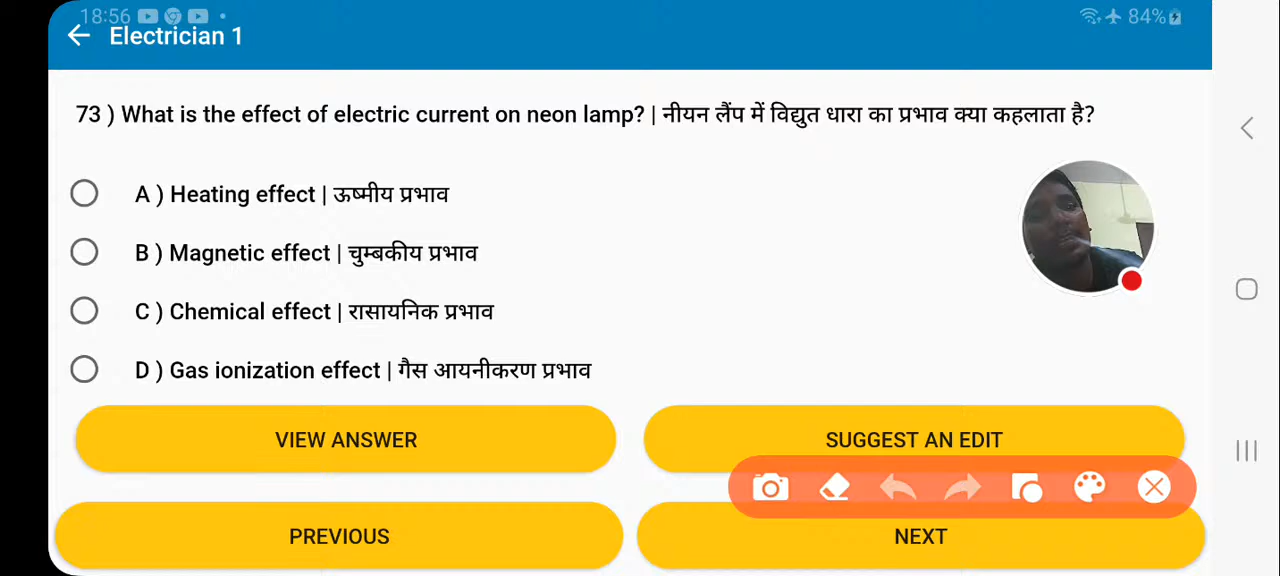 18:56
84%
Electrician 1
73 ) What is the effect of electric current on neon lamp? | नीयन लैंप में विद्युत धारा का प्रभाव क्या कहलाता है?
A ) Heating effect | ऊष्मीय प्रभाव
B ) Magnetic effect | चुम्बकीय प्रभाव
C ) Chemical effect | रासायनिक प्रभाव
D ) Gas ionization effect | गैस आयनीकरण प्रभाव
VIEW ANSWER
SUGGEST AN EDIT
PREVIOUS
NEXT